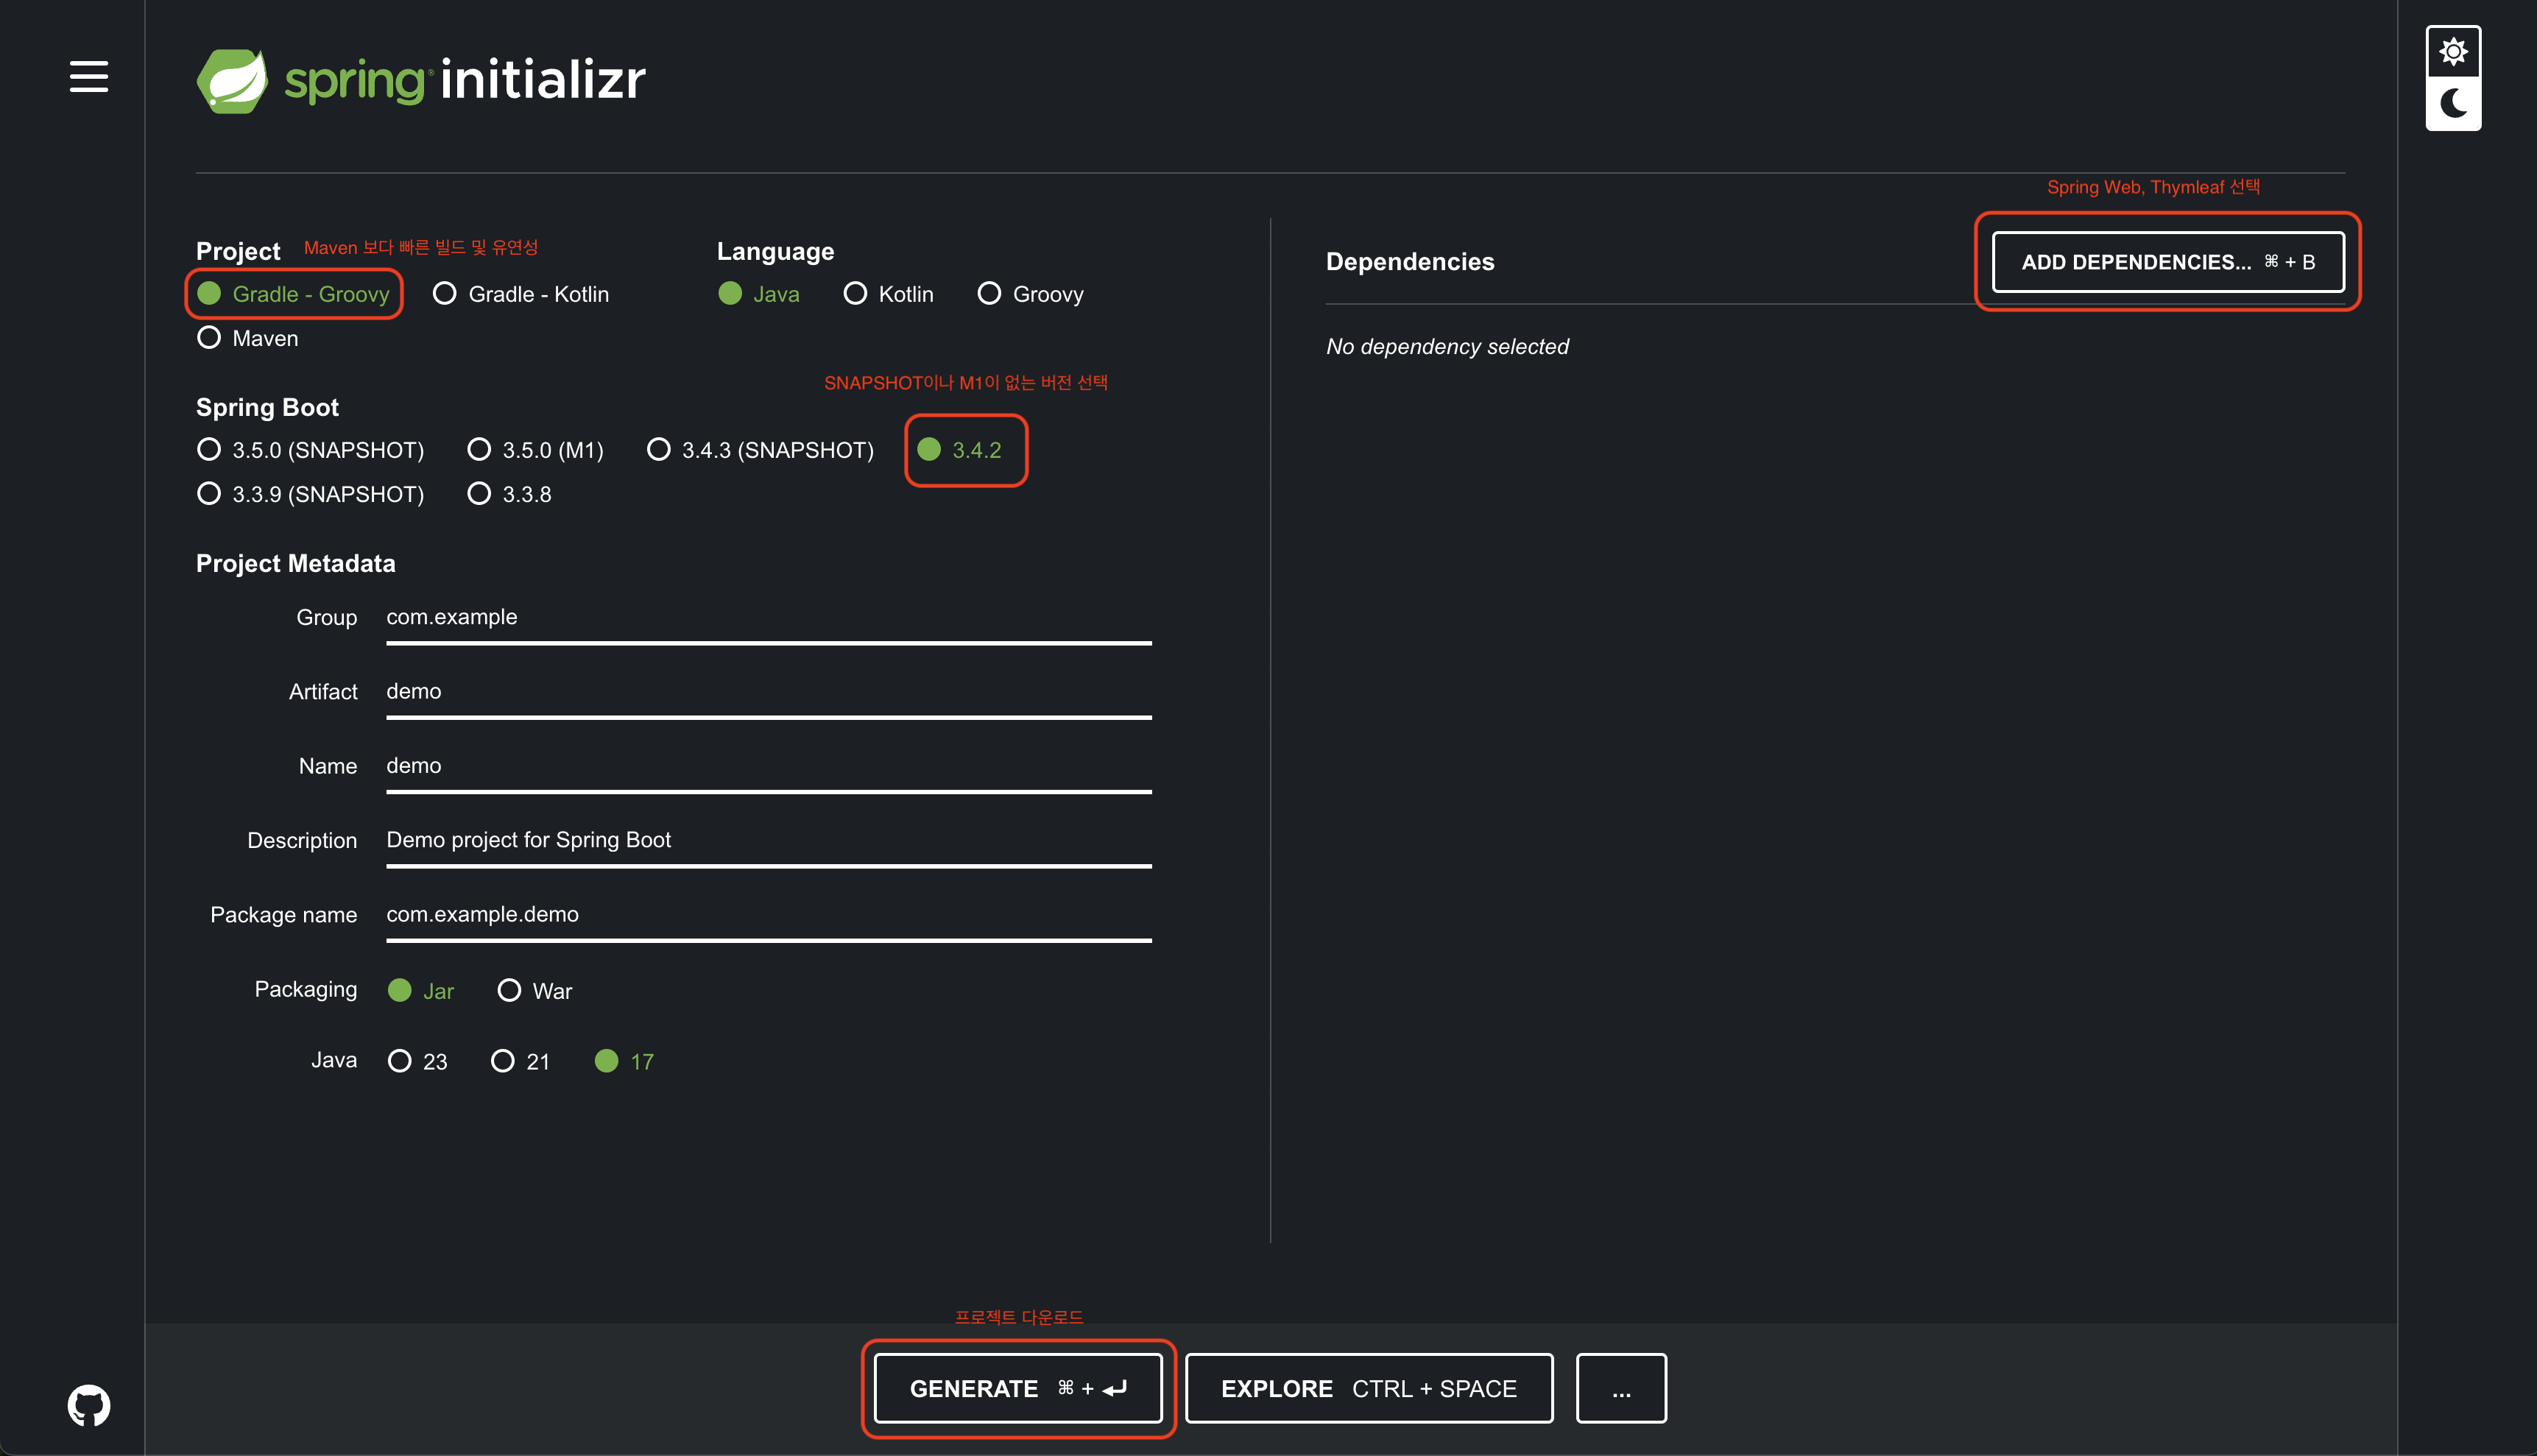 spring initializr
Spring Web, Thymleaf 선택
Project
Maven 보다 빠른 빌드 및 유연성
Gradle - Groovy
Gradle - Kotlin
Maven
Language
Java
Kotlin
Groovy
SNAPSHOT이나 M1이 없는 버전 선택
Spring Boot
3.5.0 (SNAPSHOT)
3.5.0 (M1)
3.4.3 (SNAPSHOT)
3.4.2
3.3.9 (SNAPSHOT)
3.3.8
Project Metadata
Group com.example
Artifact demo
Name demo
Description Demo project for Spring Boot
Package name com.example.demo
Packaging Jar War
Java 23 21 17
Dependencies
ADD DEPENDENCIES... ⌘ + B
No dependency selected
프로젝트 다운로드
GENERATE ⌘ + ⏎
EXPLORE CTRL + SPACE
...